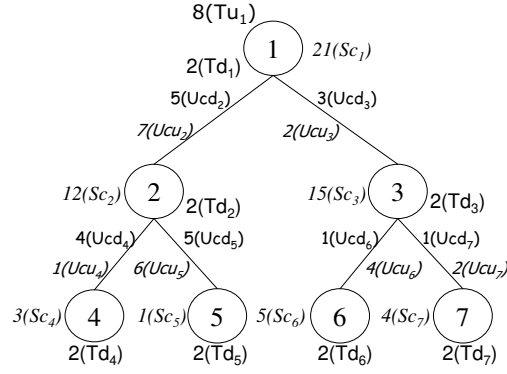 8(Tu1)
1 21(Sc1)
2(Td1)
5(Ucd2) 3(Ucd3)
7(Ucu2) 2(Ucu3)
12(Sc2) 2 2(Td2) 15(Sc3) 3 2(Td3)
4(Ucd4) 5(Ucd5) 1(Ucd6) 1(Ucd7)
1(Ucu4) 6(Ucu5) 4(Ucu6) 2(Ucu7)
3(Sc4) 4 1(Sc5) 5 5(Sc6) 6 4(Sc7) 7
2(Td4) 2(Td5) 2(Td6) 2(Td7)